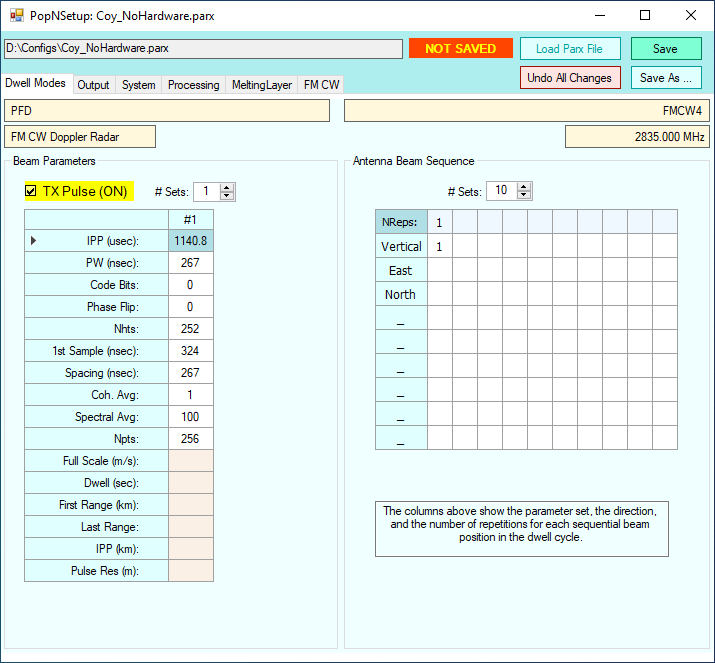 PopNSetup: Coy_NoHardware.parx
D:\Configs\Coy_NoHardware.parx
NOT SAVED
Load Parx File
Save
Undo All Changes
Save As ...
Dwell Modes Output System Processing MeltingLayer FM CW
PFD
FMCW4
FM CW Doppler Radar
2835.000 MHz
Beam Parameters
TX Pulse (ON)
# Sets: 1
#1
IPP (usec): 1140.8
PW (nsec): 267
Code Bits: 0
Phase Flip: 0
Nhts: 252
1st Sample (nsec): 324
Spacing (nsec): 267
Coh. Avg: 1
Spectral Avg: 100
Npts: 256
Full Scale (m/s):
Dwell (sec):
First Range (km):
Last Range:
IPP (km):
Pulse Res (m):
Antenna Beam Sequence
# Sets: 10
NReps: 1
Vertical 1
East
North
_
_
_
_
_
_
The columns above show the parameter set, the direction,
and the number of repetitions for each sequential beam
position in the dwell cycle.